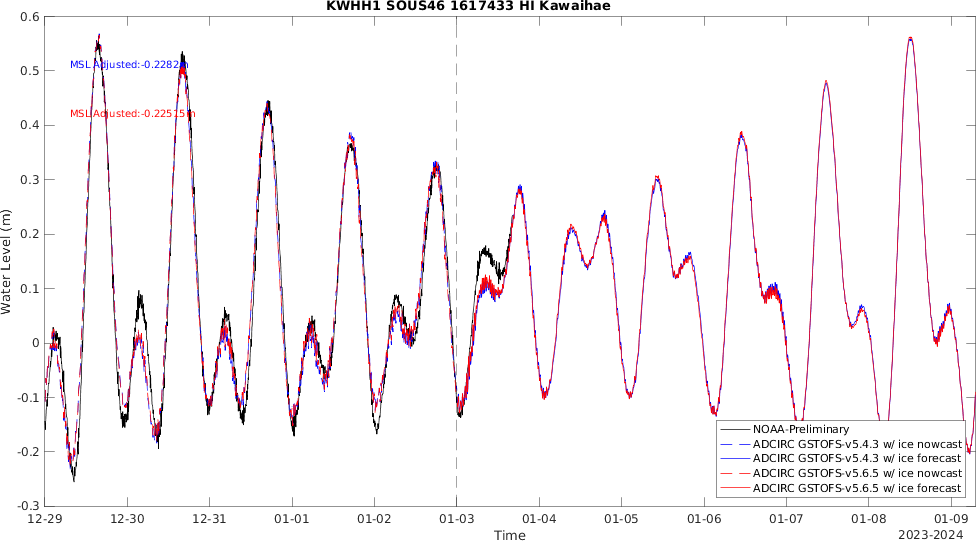 KWHH1 SOUS46 1617433 HI Kawaihae
0.6
0.5
0.4
0.3
0.2
0.1
0
-0.1
-0.2
-0.3
Water Level (m)
MSL Adjusted:-0.2282m
MSL Adjusted:-0.22515m
NOAA-Preliminary
ADCIRC GSTOFS-v5.4.3 w/ ice nowcast
ADCIRC GSTOFS-v5.4.3 w/ ice forecast
ADCIRC GSTOFS-v5.6.5 w/ ice nowcast
ADCIRC GSTOFS-v5.6.5 w/ ice forecast
12-29 12-30 12-31 01-01 01-02 01-03 01-04 01-05 01-06 01-07 01-08 01-09
Time
2023-2024